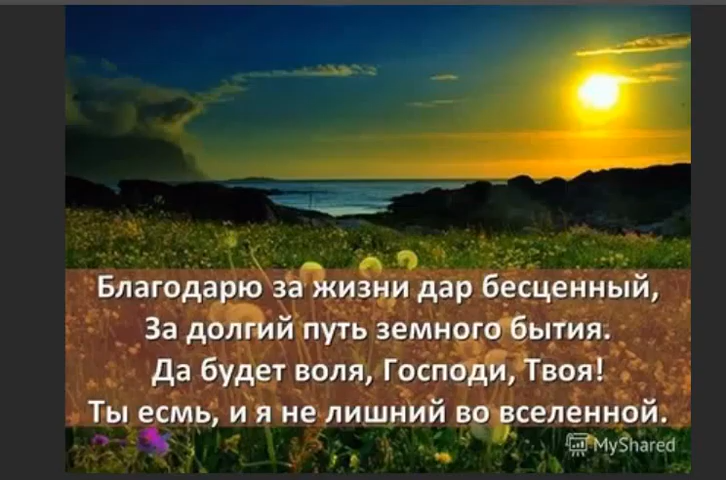 Благодарю за жизни дар бесценный,
За долгий путь земного бытия.
Да будет воля, Господи, Твоя!
Ты есмь, и я не лишний во вселенной.
MyShared